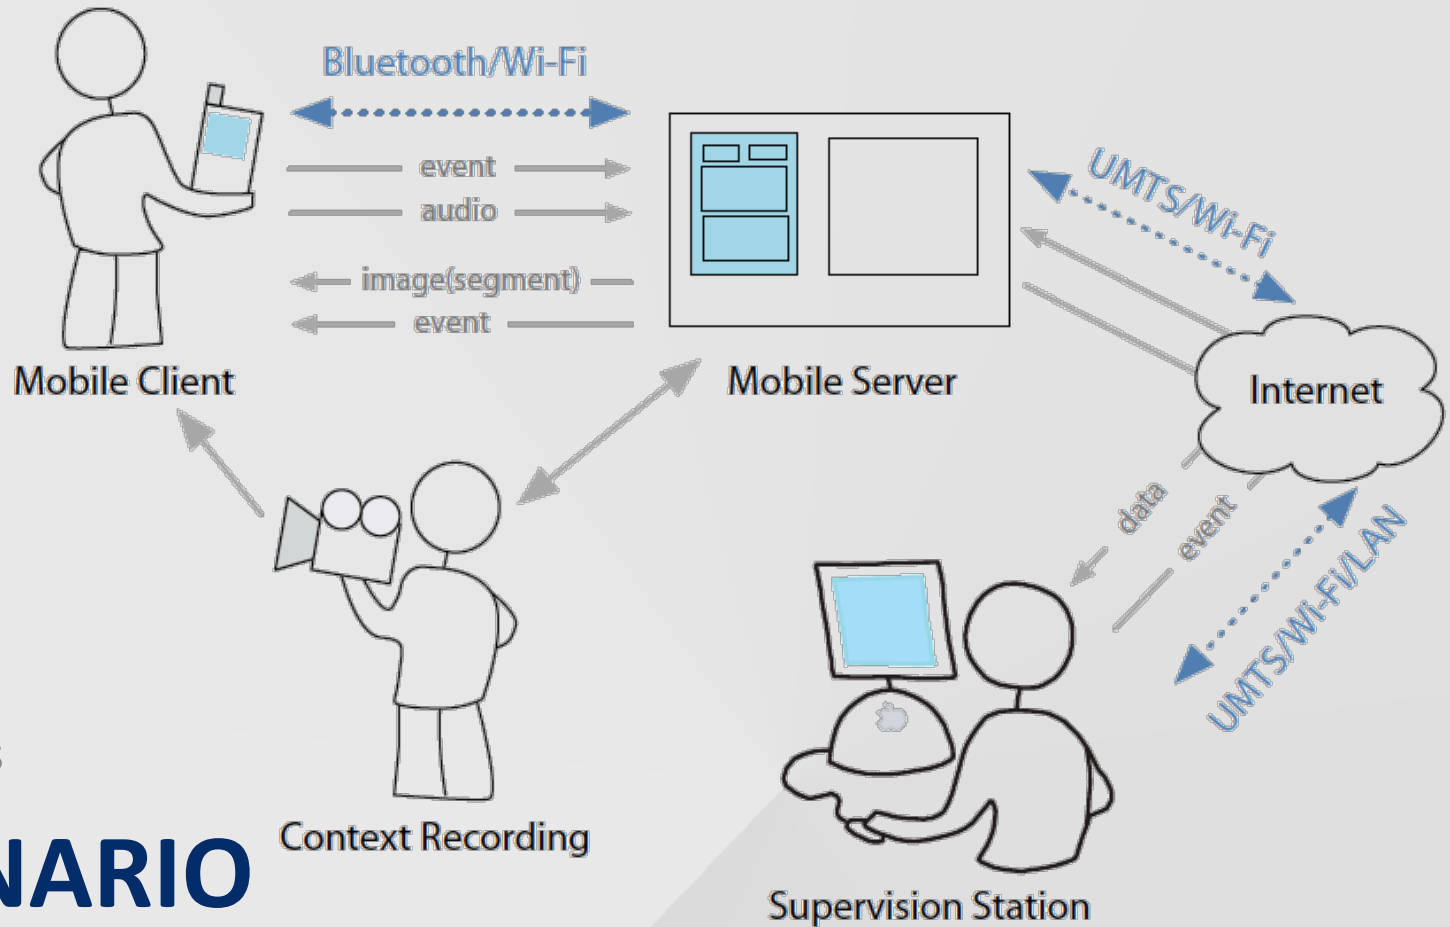 Bluetooth/Wi-Fi
event
audio
image(segment)
event
Mobile Client
Mobile Server
UMTS/Wi-Fi
Internet
data
event
UMTS/Wi-Fi/LAN
Context Recording
Supervision Station
s
NARIO